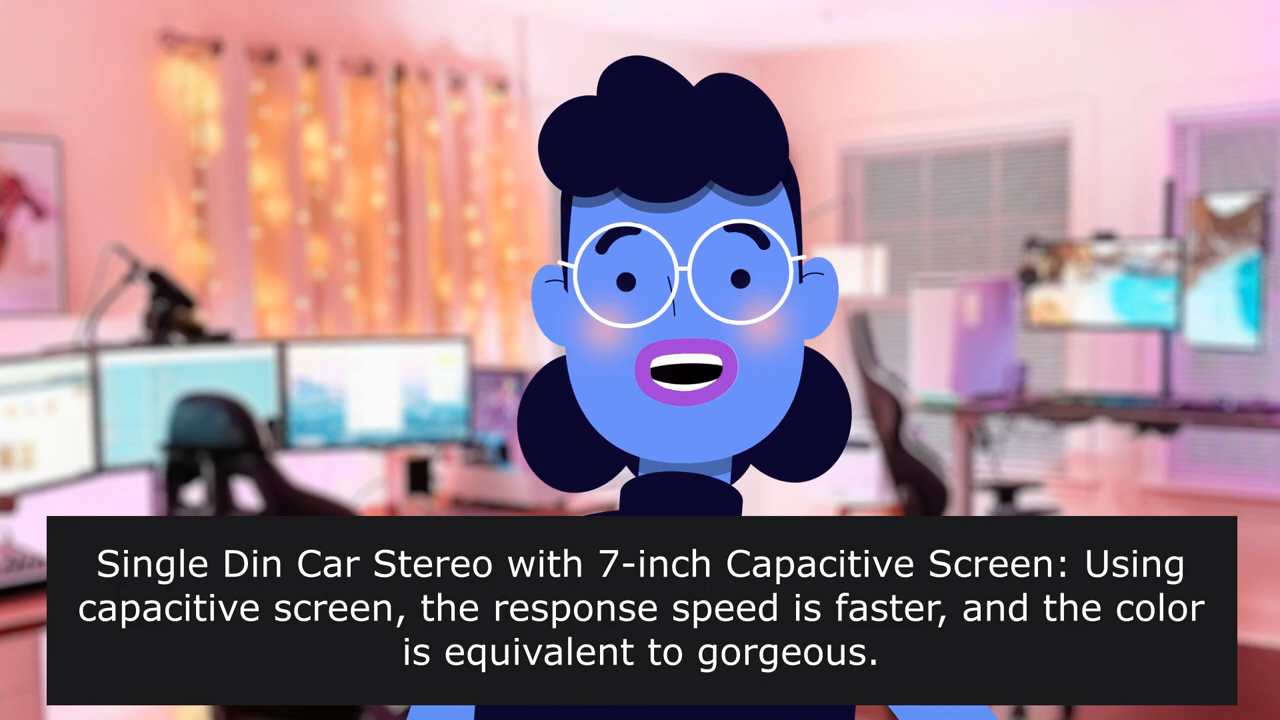 Single Din Car Stereo with 7-inch Capacitive Screen: Using
capacitive screen, the response speed is faster, and the color
is equivalent to gorgeous.